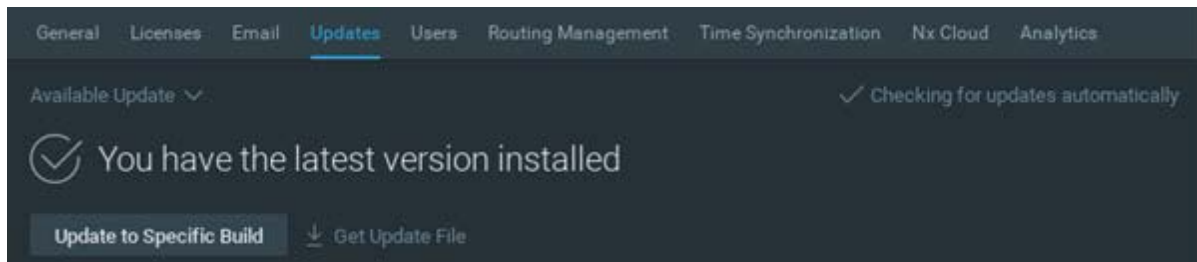 General Licenses Email Updates Users Routing Management Time Synchronization Nx Cloud Analytics
Available Update Checking for updates automatically
You have the latest version installed
Update to Specific Build Get Update File